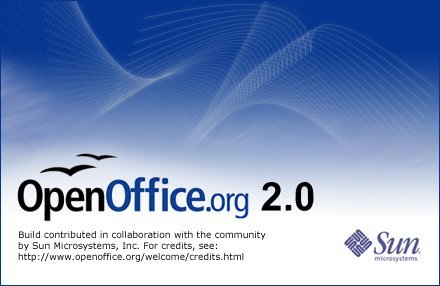 OpenOffice.org 2.0
Build contributed in collaboration with the community
by Sun Microsystems, Inc. For credits, see:
http://www.openoffice.org/welcome/credits.html
Sun
microsystems